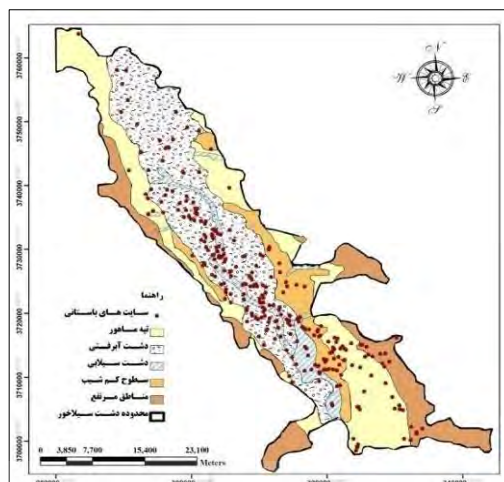 N
W
E
S
3760000
3750000
3740000
3730000
3720000
3710000
3700000
راهنما
سایت های باستانی
تپه ماهور
دشت آبرفتی
دشت سیلابی
سطوح کم شیب
مناطق مرتفع
محدوده دشت سیلاخور
0 3,850 7,700 15,400 23,100
Meters